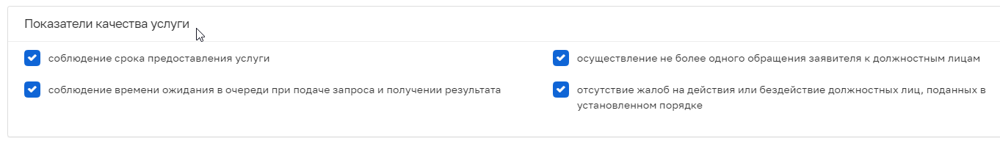 Показатели качества услуги
соблюдение срока предоставления услуги
осуществление не более одного обращения заявителя к должностным лицам
соблюдение времени ожидания в очереди при подаче запроса и получении результата
отсутствие жалоб на действия или бездействие должностных лиц, поданных в
установленном порядке